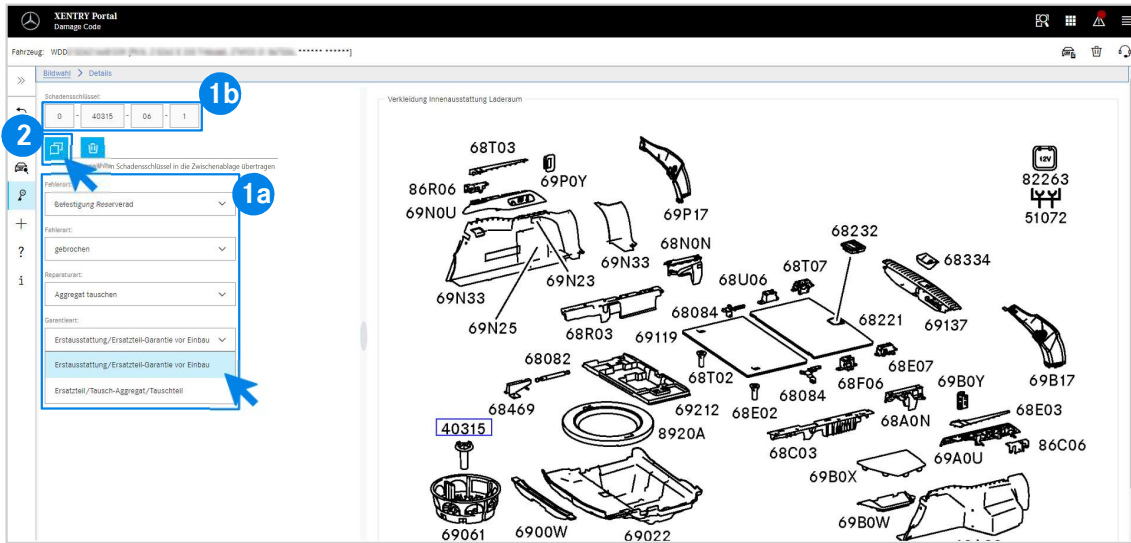 XENTRY Portal
Damage Code
Fahrzeug: WDD
Bildwahl > Details
Schadensschlüssel:
0 - 40315 - 06 - 1
1b
2
n Schadensschlüssel in die Zwischenablage übertragen
1a
Fehlerort:
Befestigung Reserverad
Fehlerart:
gebrochen
Reparaturart:
Aggregat tauschen
Garantieart:
Erstausstattung/Ersatzteil-Garantie vor Einbau
Erstausstattung/Ersatzteil-Garantie vor Einbau
Ersatzteil/Tausch-Aggregat/Tauschteil
+
?
i
Verkleidung Innenausstattung Laderaum
68T03
86R06
69P0Y
69N0U
69P17
12V
82263
51072
69N33
69N23
69N33
69N25
68N0N
68232
68334
68U06
68T07
68084
68R03
69119
68221
69137
68082
68T02
68E07
68F06
69B0Y
69B17
68469
69212
68E02
68084
68E03
8920A
68A0N
40315
68C03
69A0U
86C06
69B0X
69B0W
69061
6900W
69022